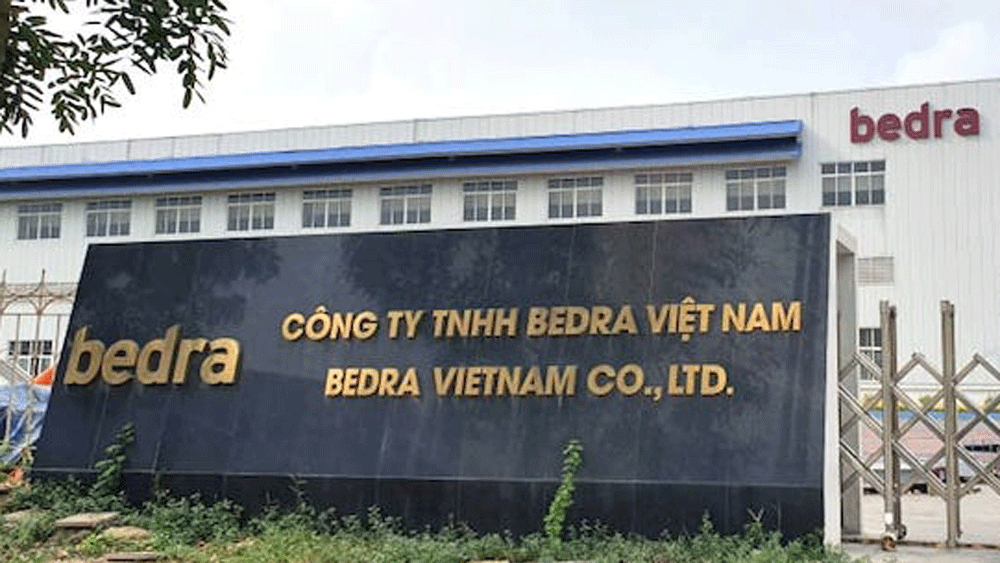 bedra
bedra
CÔNG TY TNHH BEDRA VIỆT NAM
BEDRA VIETNAM CO., LTD.